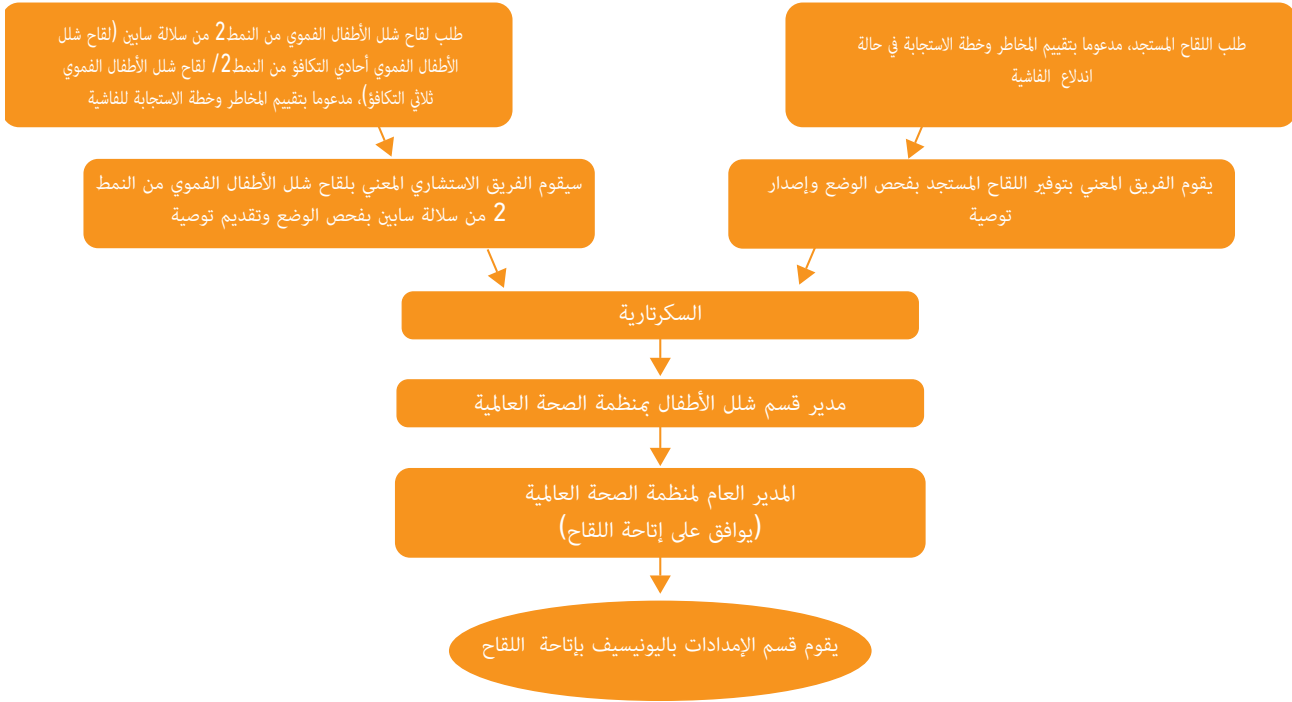 طلب اللقاح المستجد، مدعوما بتقييم المخاطر وخطة الاستجابة في حالة
اندلاع الفاشية
طلب لقاح شلل الأطفال الفموي من النمط2 من سلالة سابين (لقاح شلل
الأطفال الفموي أحادي التكافؤ من النمط2/ لقاح شلل الأطفال الفموي
ثلاثي التكافؤ)، مدعوما بتقييم المخاطر وخطة الاستجابة للفاشية
يقوم الفريق المعني بتوفير اللقاح المستجد بفحص الوضع وإصدار
توصية
سيقوم الفريق الاستشاري المعني بلقاح شلل الأطفال الفموي من النمط
2 من سلالة سابين بفحص الوضع وتقديم توصية
السكرتارية
مدير قسم شلل الأطفال بمنظمة الصحة العالمية
المدير العام لمنظمة الصحة العالمية
(يوافق على إتاحة اللقاح)
يقوم قسم الإمدادات باليونيسيف بإتاحة اللقاح